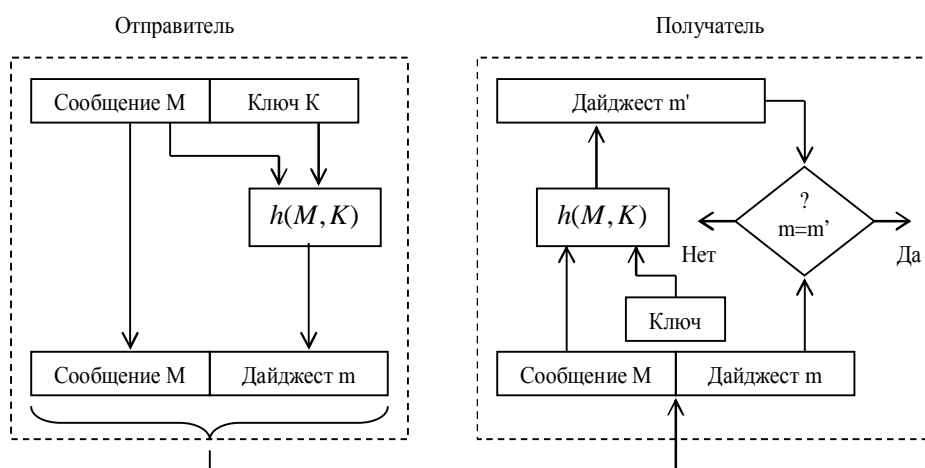 Отправитель
Получатель
Сообщение М
Ключ К
Дайджест m'
h(M, K)
h(M, K)
?
m=m’
Нет
Да
Ключ
Сообщение М
Дайджест m
Сообщение М
Дайджест m